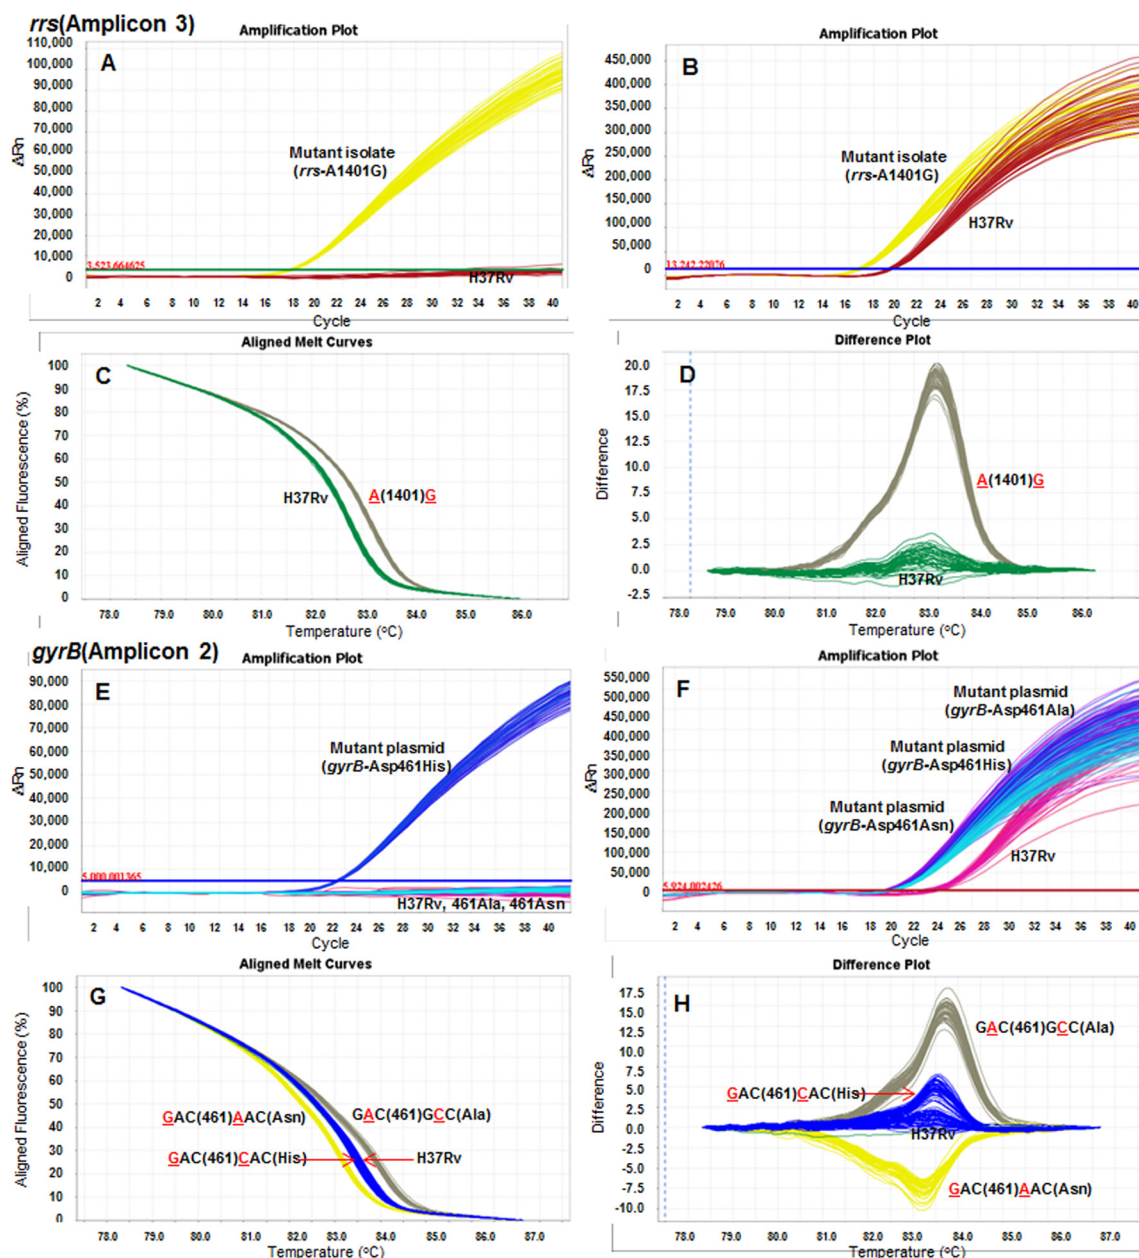 rrs(Amplicon 3)
Amplification Plot
A
110,000
100,000
90,000
80,000
70,000
60,000
50,000
40,000
30,000
20,000
10,000
0
ΔRn
Mutant isolate
(rrs-A1401G)
3,523.664625
H37Rv
2 4 6 8 10 12 14 16 18 20 22 24 26 28 30 32 34 36 38 40
Cycle
Amplification Plot
B
450,000
400,000
350,000
300,000
250,000
200,000
150,000
100,000
50,000
0
ΔRn
Mutant isolate
(rrs-A1401G)
H37Rv
13,242.22076
2 4 6 8 10 12 14 16 18 20 22 24 26 28 30 32 34 36 38 40
Cycle
Aligned Melt Curves
C
100
90
80
70
60
50
40
30
20
10
0
Aligned Fluorescence (%)
H37Rv
A(1401)G
78.0 79.0 80.0 81.0 82.0 83.0 84.0 85.0 86.0
Temperature (°C)
Difference Plot
D
20.0
17.5
15.0
12.5
10.0
7.5
5.0
2.5
0.0
-2.5
Difference
A(1401)G
H37Rv
78.0 79.0 80.0 81.0 82.0 83.0 84.0 85.0 86.0
Temperature (°C)
gyrB(Amplicon 2)
Amplification Plot
E
90,000
80,000
70,000
60,000
50,000
40,000
30,000
20,000
10,000
0
ΔRn
Mutant plasmid
(gyrB-Asp461His)
5,000.001365
H37Rv, 461Ala, 461Asn
2 4 6 8 10 12 14 16 18 20 22 24 26 28 30 32 34 36 38 40
Cycle
Amplification Plot
F
550,000
500,000
450,000
400,000
350,000
300,000
250,000
200,000
150,000
100,000
50,000
0
ΔRn
Mutant plasmid
(gyrB-Asp461Ala)
Mutant plasmid
(gyrB-Asp461His)
Mutant plasmid
(gyrB-Asp461Asn)
H37Rv
5,924.002426
2 4 6 8 10 12 14 16 18 20 22 24 26 28 30 32 34 36 38 40
Cycle
Aligned Melt Curves
G
100
90
80
70
60
50
40
30
20
10
0
Aligned Fluorescence (%)
GAC(461)AAC(Asn)
GAC(461)GCC(Ala)
GAC(461)CAC(His)
H37Rv
78.0 79.0 80.0 81.0 82.0 83.0 84.0 85.0 86.0 87.0
Temperature (°C)
Difference Plot
H
17.5
15.0
12.5
10.0
7.5
5.0
2.5
0.0
-2.5
-5.0
-7.5
-10.0
Difference
GAC(461)GCC(Ala)
GAC(461)CAC(His)
H37Rv
GAC(461)AAC(Asn)
78.0 79.0 80.0 81.0 82.0 83.0 84.0 85.0 86.0 87.0
Temperature (°C)